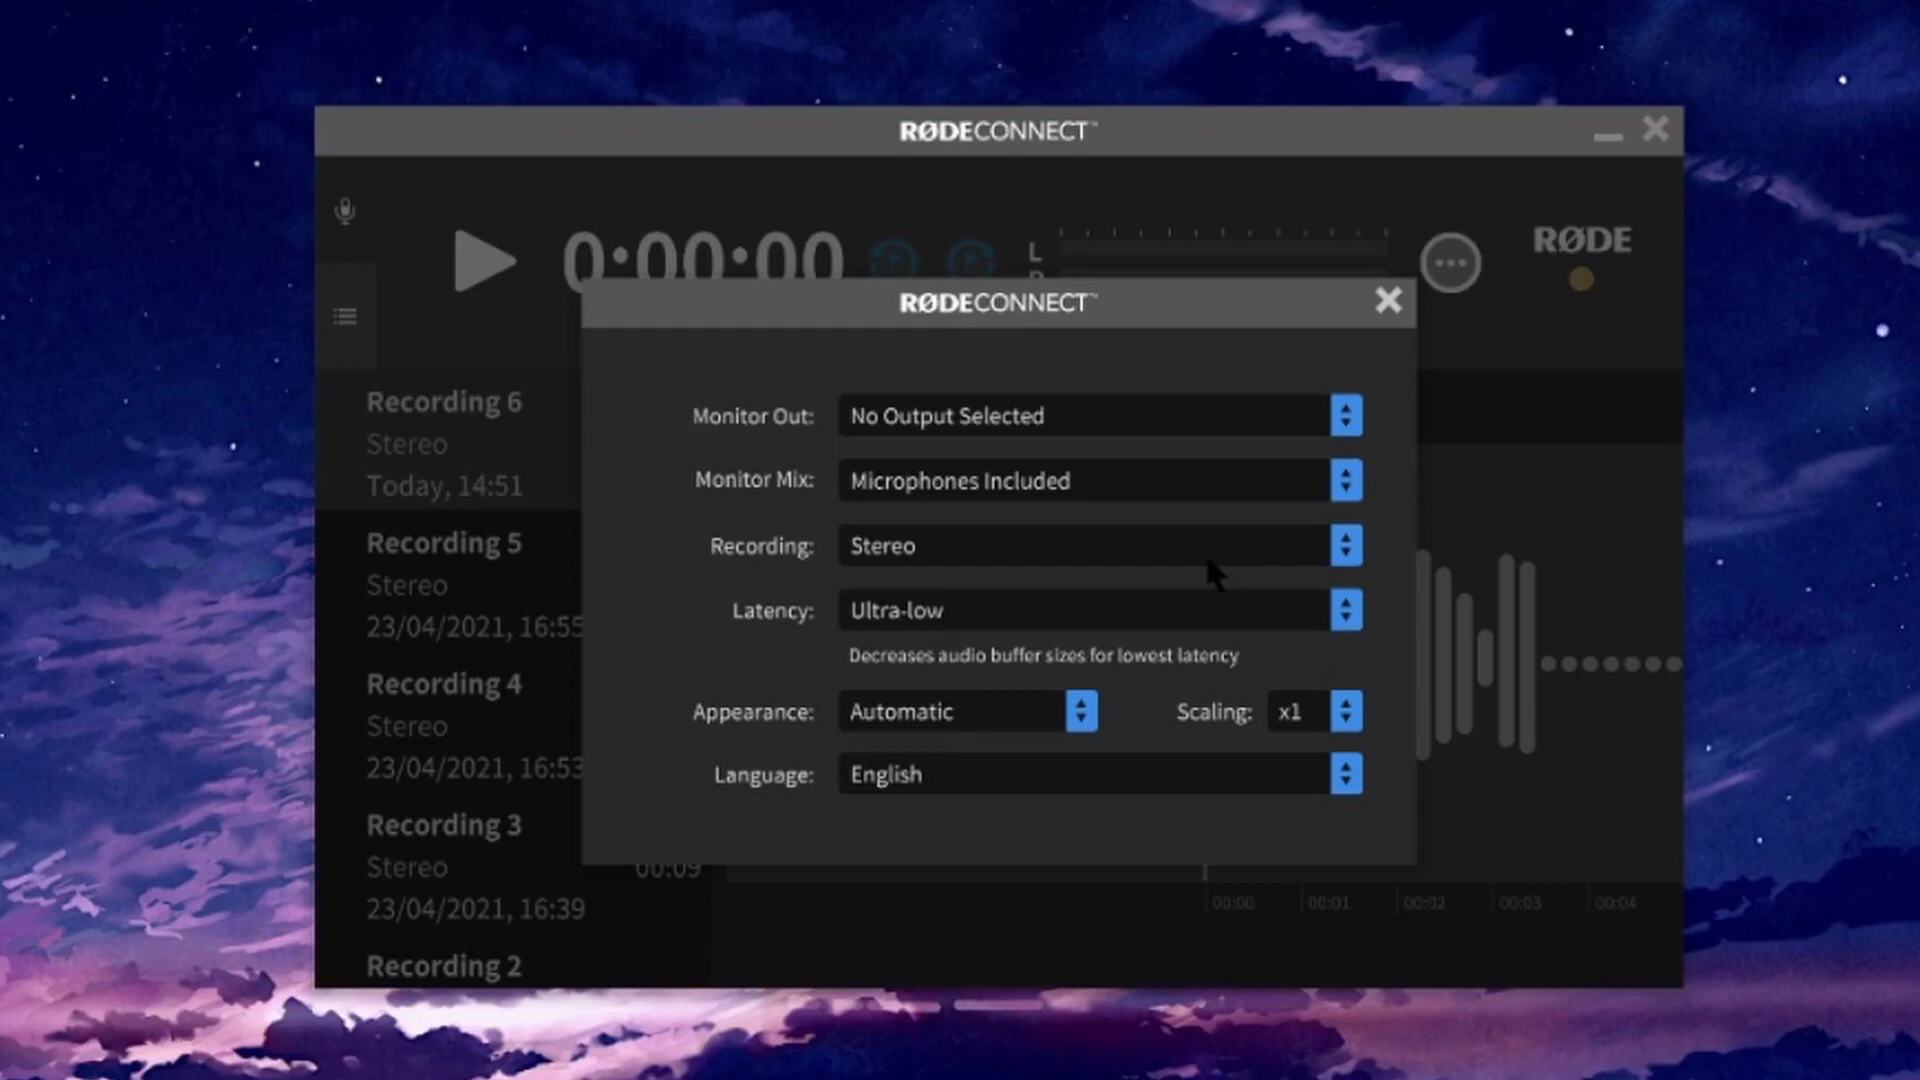 RØDECONNECT™
0:00:00
L
RØDE
RØDECONNECT™
Recording 6
Stereo
Today, 14:51
Recording 5
Stereo
23/04/2021, 16:55
Recording 4
Stereo
23/04/2021, 16:53
Recording 3
Stereo
00:09
23/04/2021, 16:39
Recording 2
Monitor Out: No Output Selected
Monitor Mix: Microphones Included
Recording: Stereo
Latency: Ultra-low
Decreases audio buffer sizes for lowest latency
Appearance: Automatic Scaling: x1
Language: English
00:00 00:01 00:02 00:03 00:04